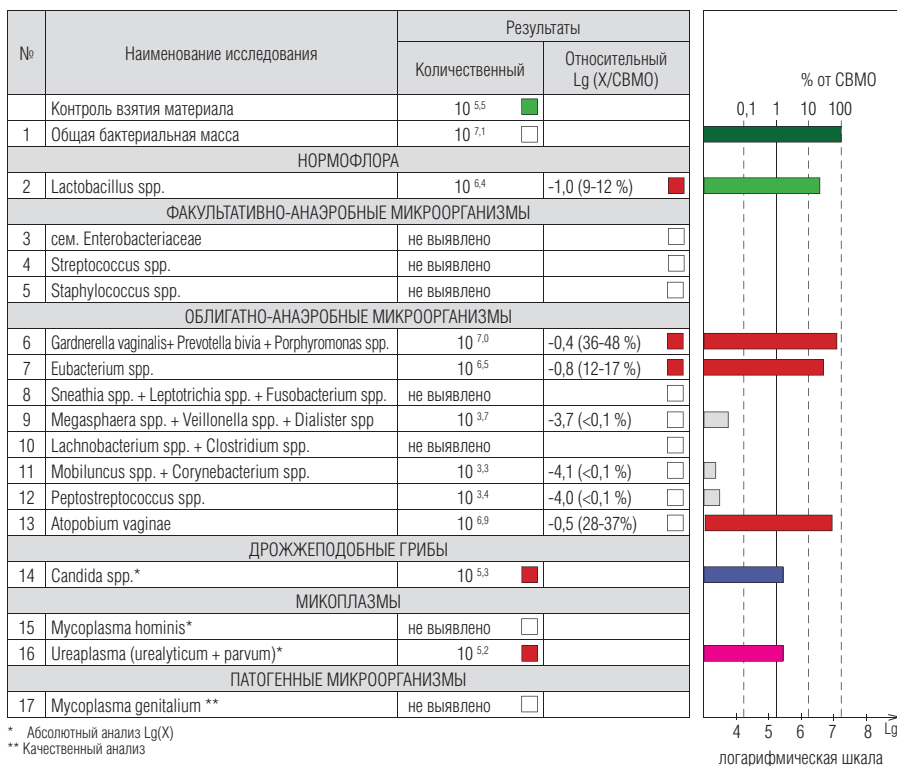 № Наименование исследования Результаты
Количественный Относительный Lg (X/СВМО)
Контроль взятия материала 10 5,5
1 Общая бактериальная масса 10 7,1
НОРМОФЛОРА
2 Lactobacillus spp. 10 6,4 -1,0 (9-12 %)
ФАКУЛЬТАТИВНО-АНАЭРОБНЫЕ МИКРООРГАНИЗМЫ
3 сем. Enterobacteriaceae не выявлено
4 Streptococcus spp. не выявлено
5 Staphylococcus spp. не выявлено
ОБЛИГАТНО-АНАЭРОБНЫЕ МИКРООРГАНИЗМЫ
6 Gardnerella vaginalis+ Prevotella bivia + Porphyromonas spp. 10 7,0 -0,4 (36-48 %)
7 Eubacterium spp. 10 6,5 -0,8 (12-17 %)
8 Sneathia spp. + Leptotrichia spp. + Fusobacterium spp. не выявлено
9 Megasphaera spp. + Veillonella spp. + Dialister spp 10 3,7 -3,7 (<0,1 %)
10 Lachnobacterium spp. + Clostridium spp. не выявлено
11 Mobiluncus spp. + Corynebacterium spp. 10 3,3 -4,1 (<0,1 %)
12 Peptostreptococcus spp. 10 3,4 -4,0 (<0,1 %)
13 Atopobium vaginae 10 6,9 -0,5 (28-37%)
ДРОЖЖЕПОДОБНЫЕ ГРИБЫ
14 Candida spp.* 10 5,3
МИКОПЛАЗМЫ
15 Mycoplasma hominis* не выявлено
16 Ureaplasma (urealyticum + parvum)* 10 5,2
ПАТОГЕННЫЕ МИКРООРГАНИЗМЫ
17 Mycoplasma genitalium ** не выявлено
* Абсолютный анализ Lg(X)
** Качественный анализ
% от СВМО
0,1 1 10 100
4 5 6 7 8 Lg
логарифмическая шкала